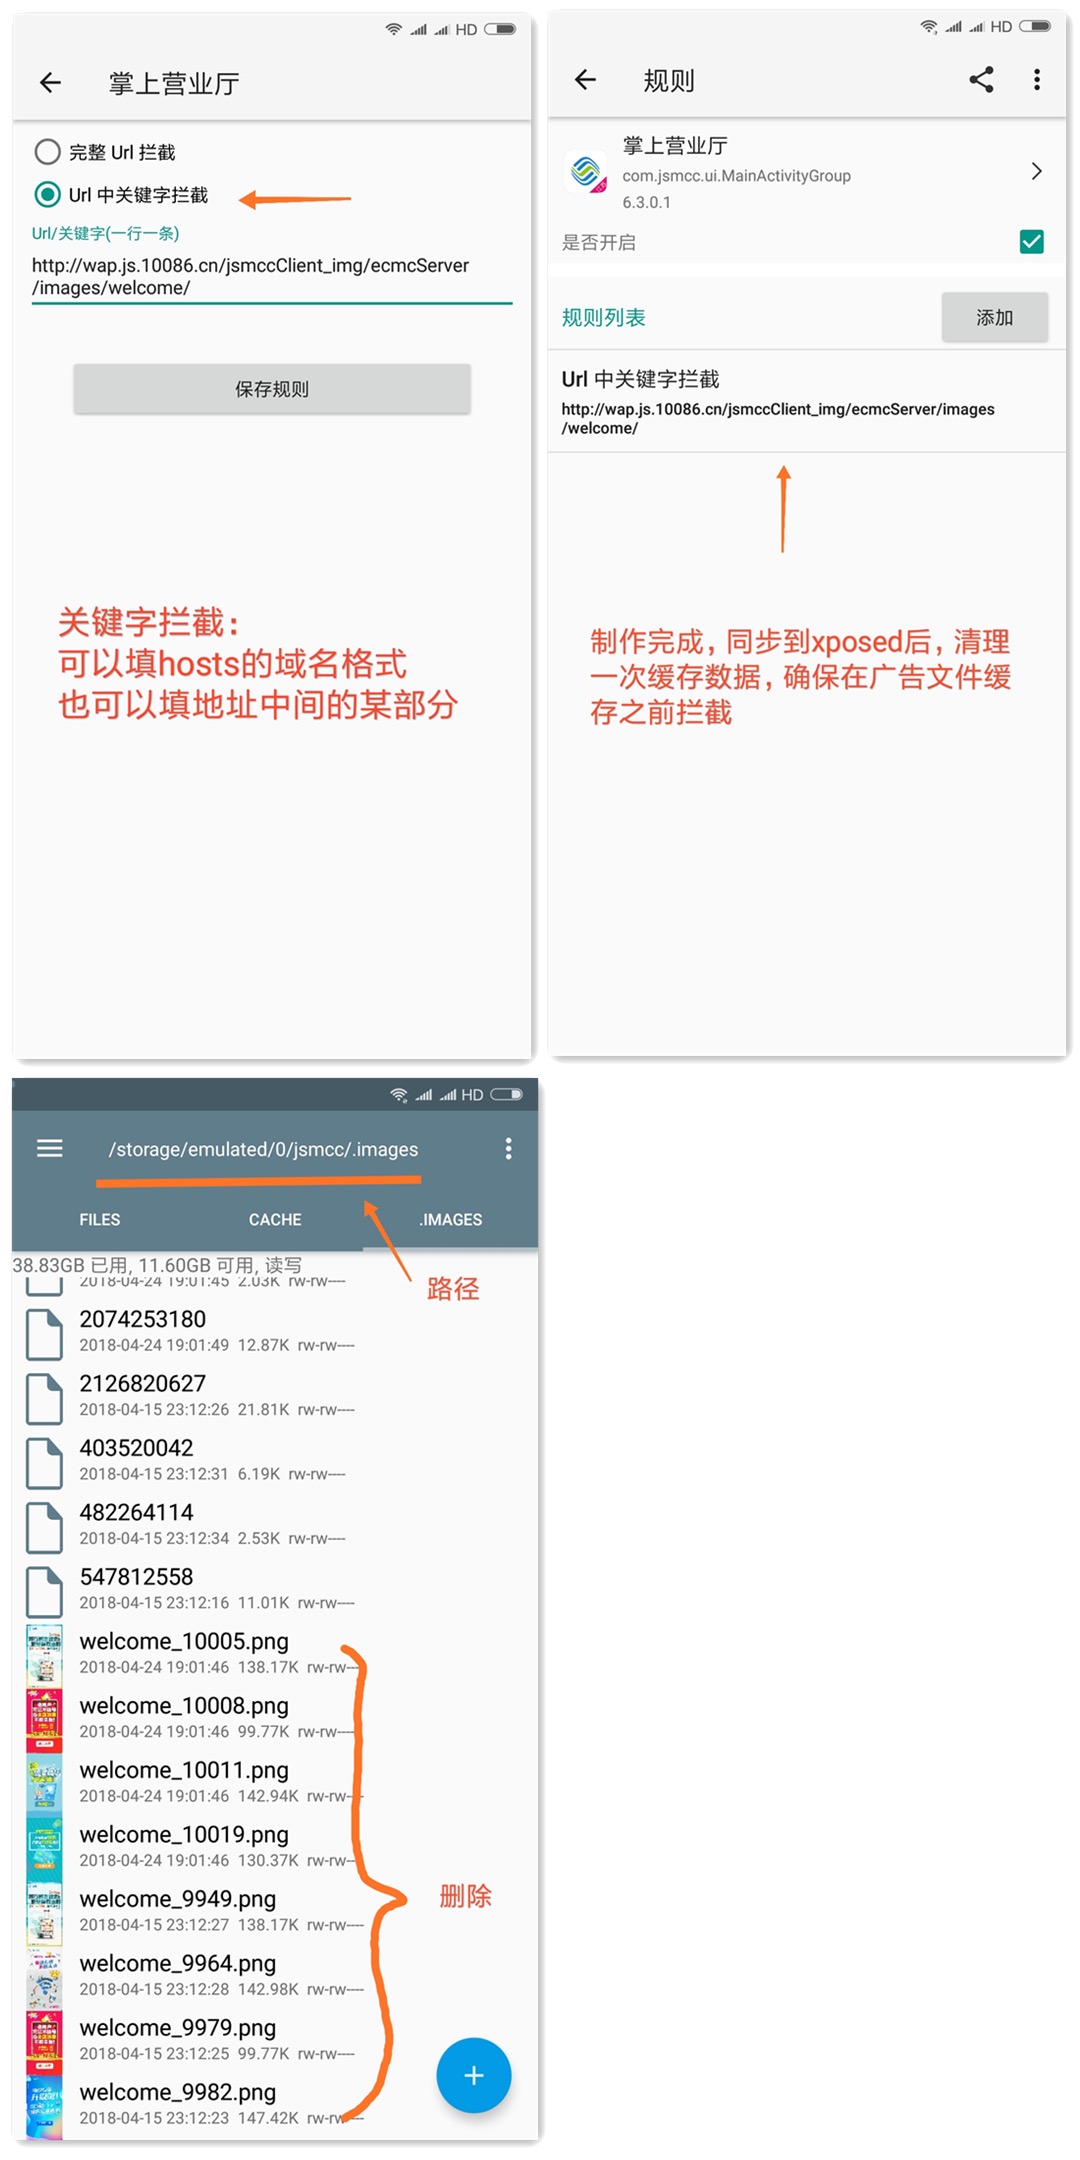 HD
掌上营业厅
完整 Url 拦截
Url 中关键字拦截
Url/关键字(一行一条)
http://wap.js.10086.cn/jsmccClient_img/ecmcServer
/images/welcome/
保存规则
关键字拦截：
可以填hosts的域名格式
也可以填地址中间的某部分
HD
规则
掌上营业厅
com.jsmcc.ui.MainActivityGroup
6.3.0.1
是否开启
规则列表
添加
Url 中关键字拦截
http://wap.js.10086.cn/jsmccClient_img/ecmcServer/images
/welcome/
制作完成，同步到xposed后，清理
一次缓存数据，确保在广告文件缓
存之前拦截
HD
/storage/emulated/0/jsmcc/.images
FILES CACHE .IMAGES
38.83GB 已用, 11.60GB 可用, 读写
路径
2018-04-24 19:01:45 2.03K rw-rw----
2074253180
2018-04-24 19:01:49 12.87K rw-rw----
2126820627
2018-04-15 23:12:26 21.81K rw-rw----
403520042
2018-04-15 23:12:31 6.19K rw-rw----
482264114
2018-04-15 23:12:34 2.53K rw-rw----
547812558
2018-04-15 23:12:16 11.01K rw-rw----
welcome_10005.png
2018-04-24 19:01:46 138.17K rw-rw----
welcome_10008.png
2018-04-24 19:01:46 99.77K rw-rw----
welcome_10011.png
2018-04-24 19:01:46 142.94K rw-rw----
welcome_10019.png
2018-04-24 19:01:46 130.37K rw-rw----
welcome_9949.png
2018-04-15 23:12:27 138.17K rw-rw----
删除
welcome_9964.png
2018-04-15 23:12:28 142.98K rw-rw----
welcome_9979.png
2018-04-15 23:12:25 99.77K rw-rw----
welcome_9982.png
2018-04-15 23:12:23 147.42K rw-rw----